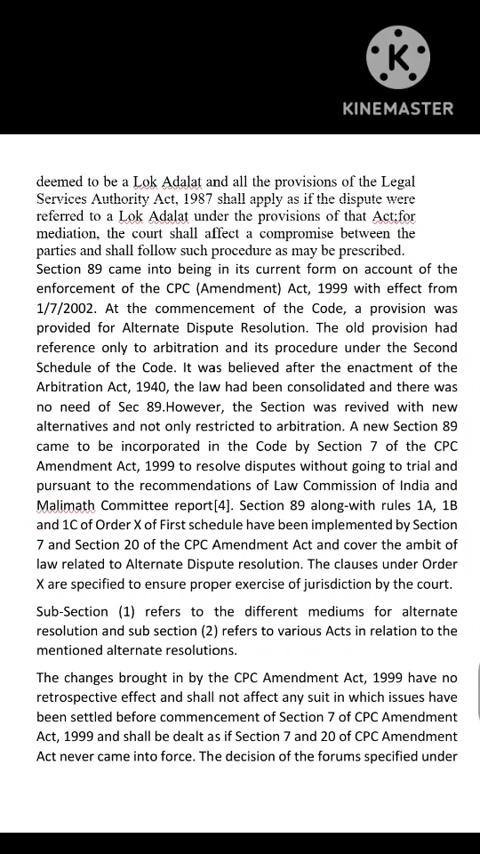 K
KINEMASTER
deemed to be a Lok Adalat and all the provisions of the Legal
Services Authority Act, 1987 shall apply as if the dispute were
referred to a Lok Adalat under the provisions of that Act;for
mediation, the court shall affect a compromise between the
parties and shall follow such procedure as may be prescribed.
Section 89 came into being in its current form on account of the
enforcement of the CPC (Amendment) Act, 1999 with effect from
1/7/2002. At the commencement of the Code, a provision was
provided for Alternate Dispute Resolution. The old provision had
reference only to arbitration and its procedure under the Second
Schedule of the Code. It was believed after the enactment of the
Arbitration Act, 1940, the law had been consolidated and there was
no need of Sec 89.However, the Section was revived with new
alternatives and not only restricted to arbitration. A new Section 89
came to be incorporated in the Code by Section 7 of the CPC
Amendment Act, 1999 to resolve disputes without going to trial and
pursuant to the recommendations of Law Commission of India and
Malimath Committee report[4]. Section 89 along-with rules 1A, 1B
and 1C of Order X of First schedule have been implemented by Section
7 and Section 20 of the CPC Amendment Act and cover the ambit of
law related to Alternate Dispute resolution. The clauses under Order
X are specified to ensure proper exercise of jurisdiction by the court.
Sub-Section (1) refers to the different mediums for alternate
resolution and sub section (2) refers to various Acts in relation to the
mentioned alternate resolutions.
The changes brought in by the CPC Amendment Act, 1999 have no
retrospective effect and shall not affect any suit in which issues have
been settled before commencement of Section 7 of CPC Amendment
Act, 1999 and shall be dealt as if Section 7 and 20 of CPC Amendment
Act never came into force. The decision of the forums specified under